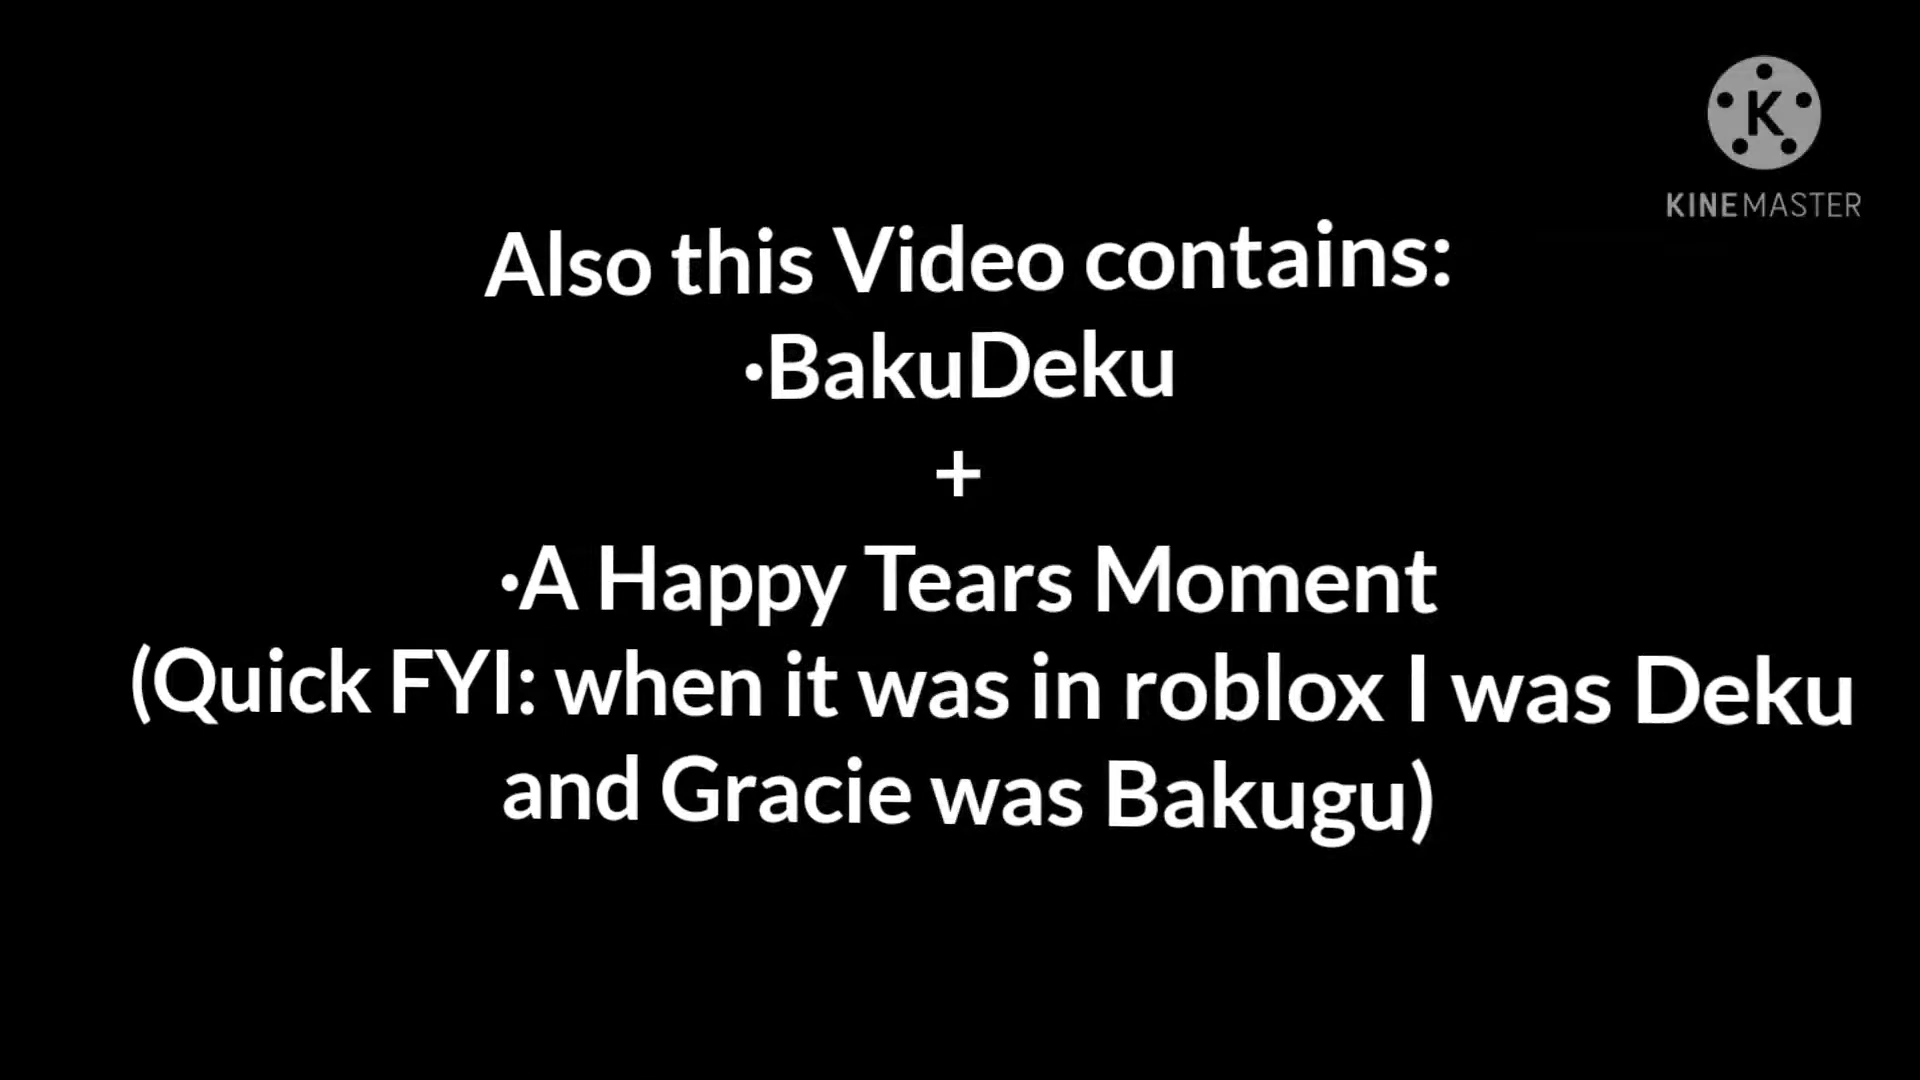 K
KINEMASTER
Also this Video contains:
•BakuDeku
+
•A Happy Tears Moment
(Quick FYI: when it was in roblox I was Deku
and Gracie was Bakugu)